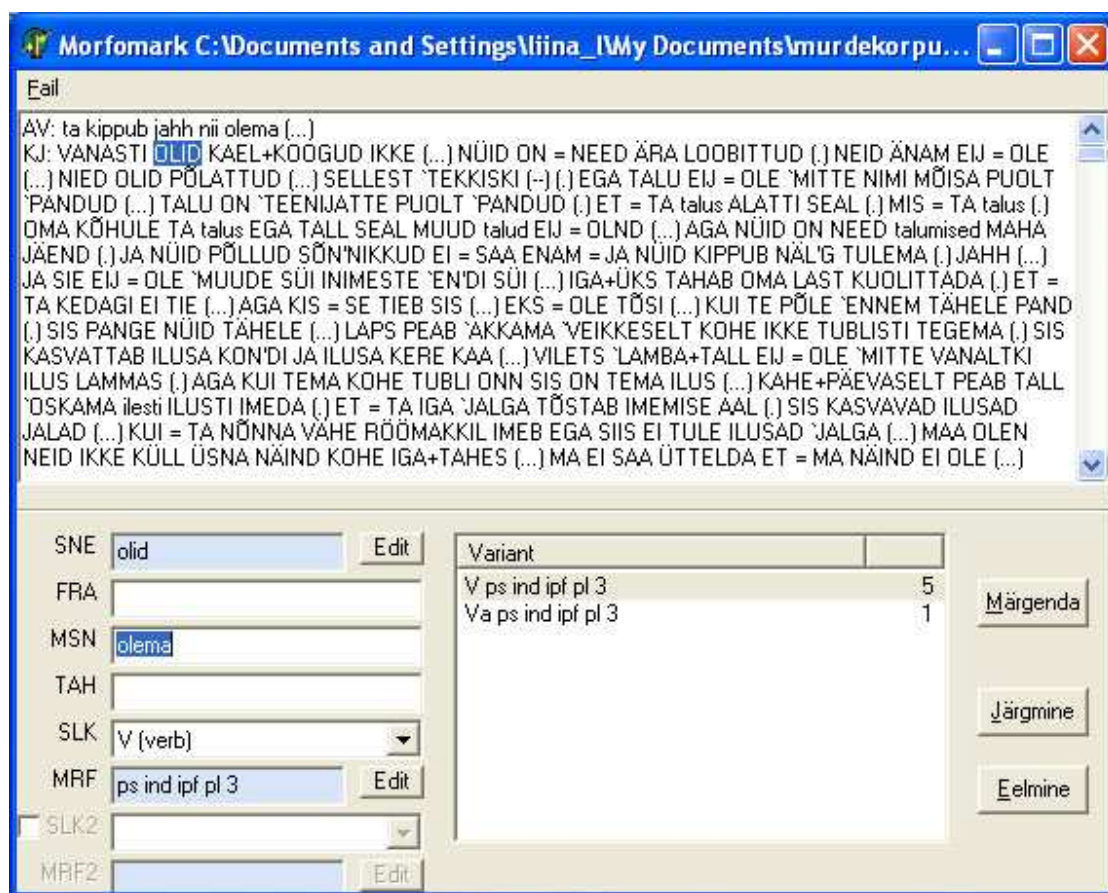 Morfomark C:\Documents and Settings\liina_l\My Documents\murdekorpu...
Fail
AV: ta kippub jahh nii olema (...)
KJ: VANASTI OLID KAEL+KOOGUD IKKE (...) NÜID ON = NEED ÄRA LOOBITTUD (.) NEID ÄNAM EIJ = OLE
(...) NIED OLID PÕLATTUD (...) SELLEST `TEKKISKI (--) (.) EGA TALU EIJ = OLE `MITTE NIMI MÕISA PUOLT
`PANDUD (...) TALU ON `TEENIJATTE PUOLT `PANDUD (.) ET = TA talus ALATTI SEAL (.) MIS = TA talus (.)
OMA KÕHULE TA talus EGA TALL SEAL MUUD talud EIJ = OLND (...) AGA NÜID ON NEED talumised MAHA
JÄEND (.) JA NÜID PÕLLUD SÕN'NIKKUD EI = SAA ENAM = JA NÜID KIPPUB NÄL'G TULEMA (.) JAHH (...)
JA SIE EIJ = OLE `MUUDE SÜI INIMESTE `EN'DI SÜI (...) IGA+ÜKS TAHAB OMA LAST KUOLITTADA (.) ET =
TA KEDAGI EI TIE (...) AGA KIS = SE TIEB SIS (...) EKS = OLE TÕSI (...) KUI TE PÕLE `ENNEM TÄHELE PAND
(.) SIS PANGE NÜID TÄHELE (...) LAPS PEAB `AKKAMA `VEIKKESELT KOHE IKKE TUBLISTI TEGEMA (.) SIS
KASVATTAB ILUSA KON'DI JA ILUSA KERE KAA (...) VILETS `LAMBA+TALL EIJ = OLE `MITTE VANALTKI
ILUS LAMMAS (.) AGA KUI TEMA KOHE TUBLI ONN SIS ON TEMA ILUS (...) KAHE+PÄEVASELT PEAB TALL
`OSKAMA ilesti ILUSTI IMEDA (.) ET = TA IGA `JALGA TÕSTAB IMEMISE AAL (.) SIS KASVAVAD ILUSAD
JALAD (...) KUI = TA NÕNNA VÄHE RÖÖMAKKIL IMEB EGA SIIS EI TULE ILUSAD `JALGA (...) MAA OLEN
NEID IKKE KÜLL ÜSNA NÄIND KOHE IGA+TAHES (...) MA EI SAA ÜTTELDA ET = MA NÄIND EI OLE (...)
SNE olid Edit
FRA
MSN olema
TAH
SLK V (verb)
MRF ps ind ipf pl 3 Edit
SLK2
MRF2 Edit
Variant
V ps ind ipf pl 3 5
Va ps ind ipf pl 3 1
Märgenda
Järgmine
Eelmine